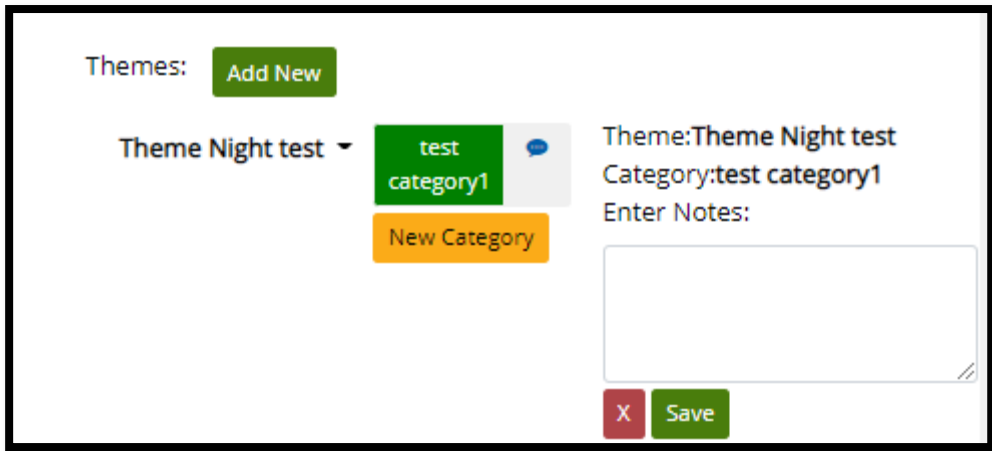 Themes:
Add New
Theme Night test
test
category1
New Category
Theme:Theme Night test
Category:test category1
Enter Notes:
X
Save